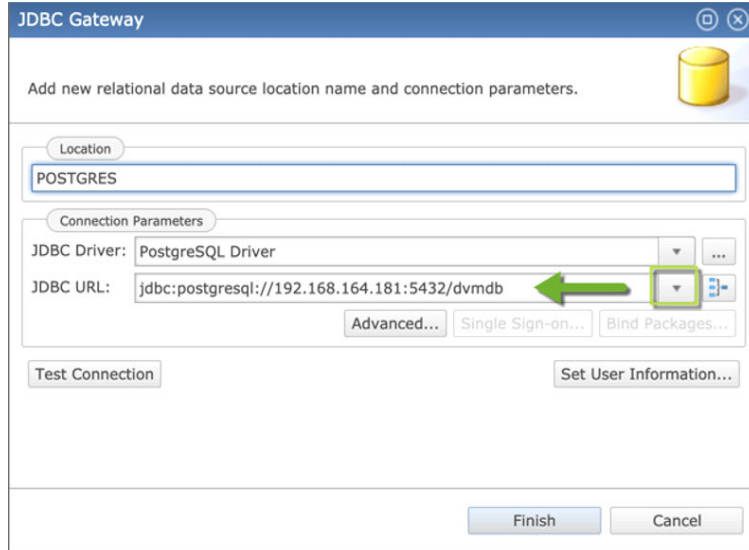 JDBC Gateway
Add new relational data source location name and connection parameters.
Location
POSTGRES
Connection Parameters
JDBC Driver: PostgreSQL Driver ...
JDBC URL: jdbc:postgresql://192.168.164.181:5432/dvmdb
Advanced... Single Sign-on... Bind Packages...
Test Connection Set User Information...
Finish Cancel